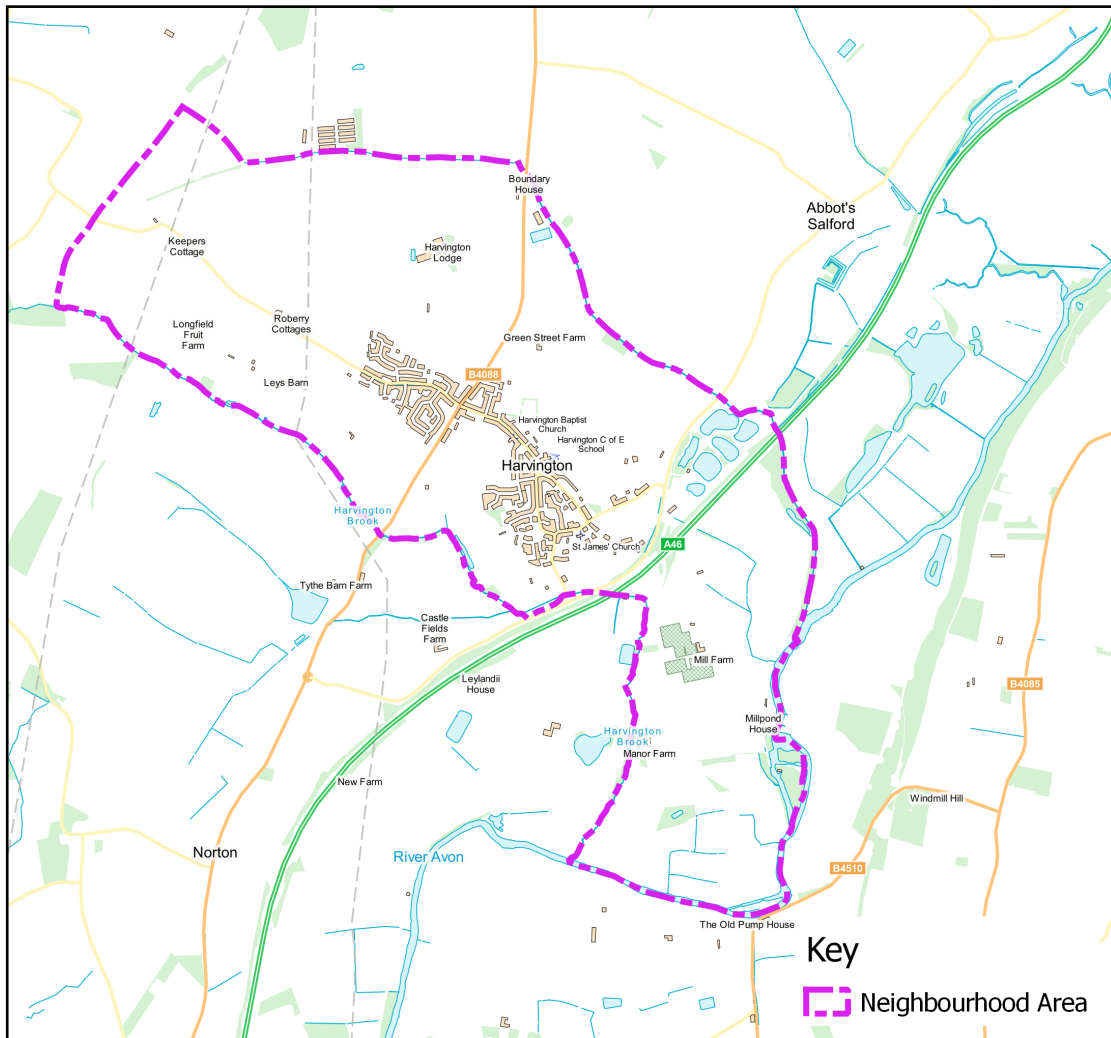 Boundary
House
Abbot's
Salford
Keepers
Cottage
Harvington
Lodge
Longfield
Fruit
Farm
Roberry
Cottages
Green Street Farm
Leys Barn
B4088
Harvington Baptist
Church
Harvington C of E
School
Harvington
Harvington
Brook
St James' Church
A46
Tythe Barn Farm
Castle
Fields
Farm
Mill Farm
Leylandii
House
B4085
Millpond
House
Harvington
Brook
Manor Farm
New Farm
Windmill Hill
Norton
River Avon
B4510
The Old Pump House
Key
Neighbourhood Area